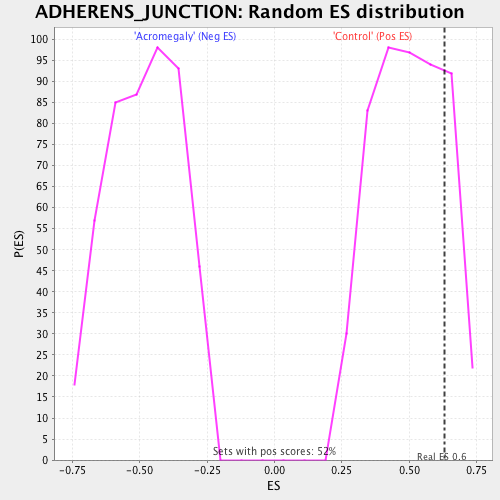 ADHERENS_JUNCTION: Random ES distribution
'Acromegaly' (Neg ES)
'Control' (Pos ES)
100
95
90
85
80
75
70
65
60
55
50
45
40
35
30
25
20
15
10
5
0
P(ES)
Sets with pos scores: 52%
Real ES 0.6
-0.75 -0.50 -0.25 0.00 0.25 0.50 0.75
ES